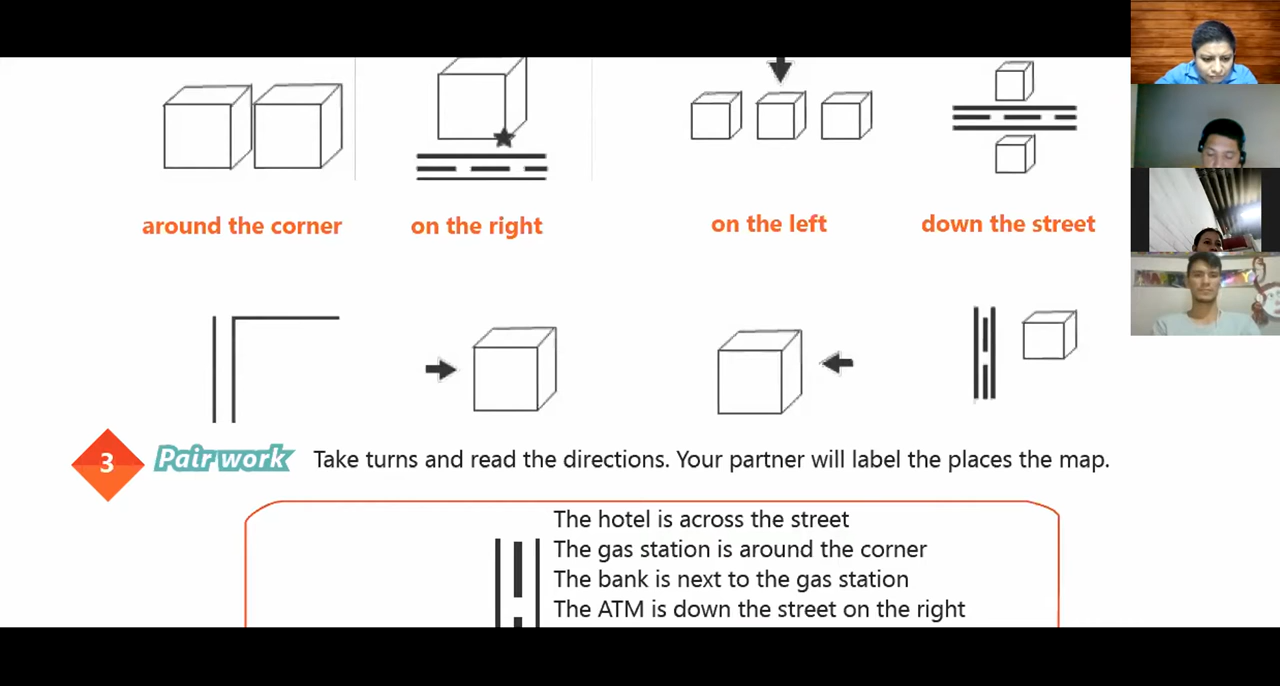 around the corner
on the right
on the left
down the street
3
Pair work
Take turns and read the directions. Your partner will label the places the map.
The hotel is across the street
The gas station is around the corner
The bank is next to the gas station
The ATM is down the street on the right